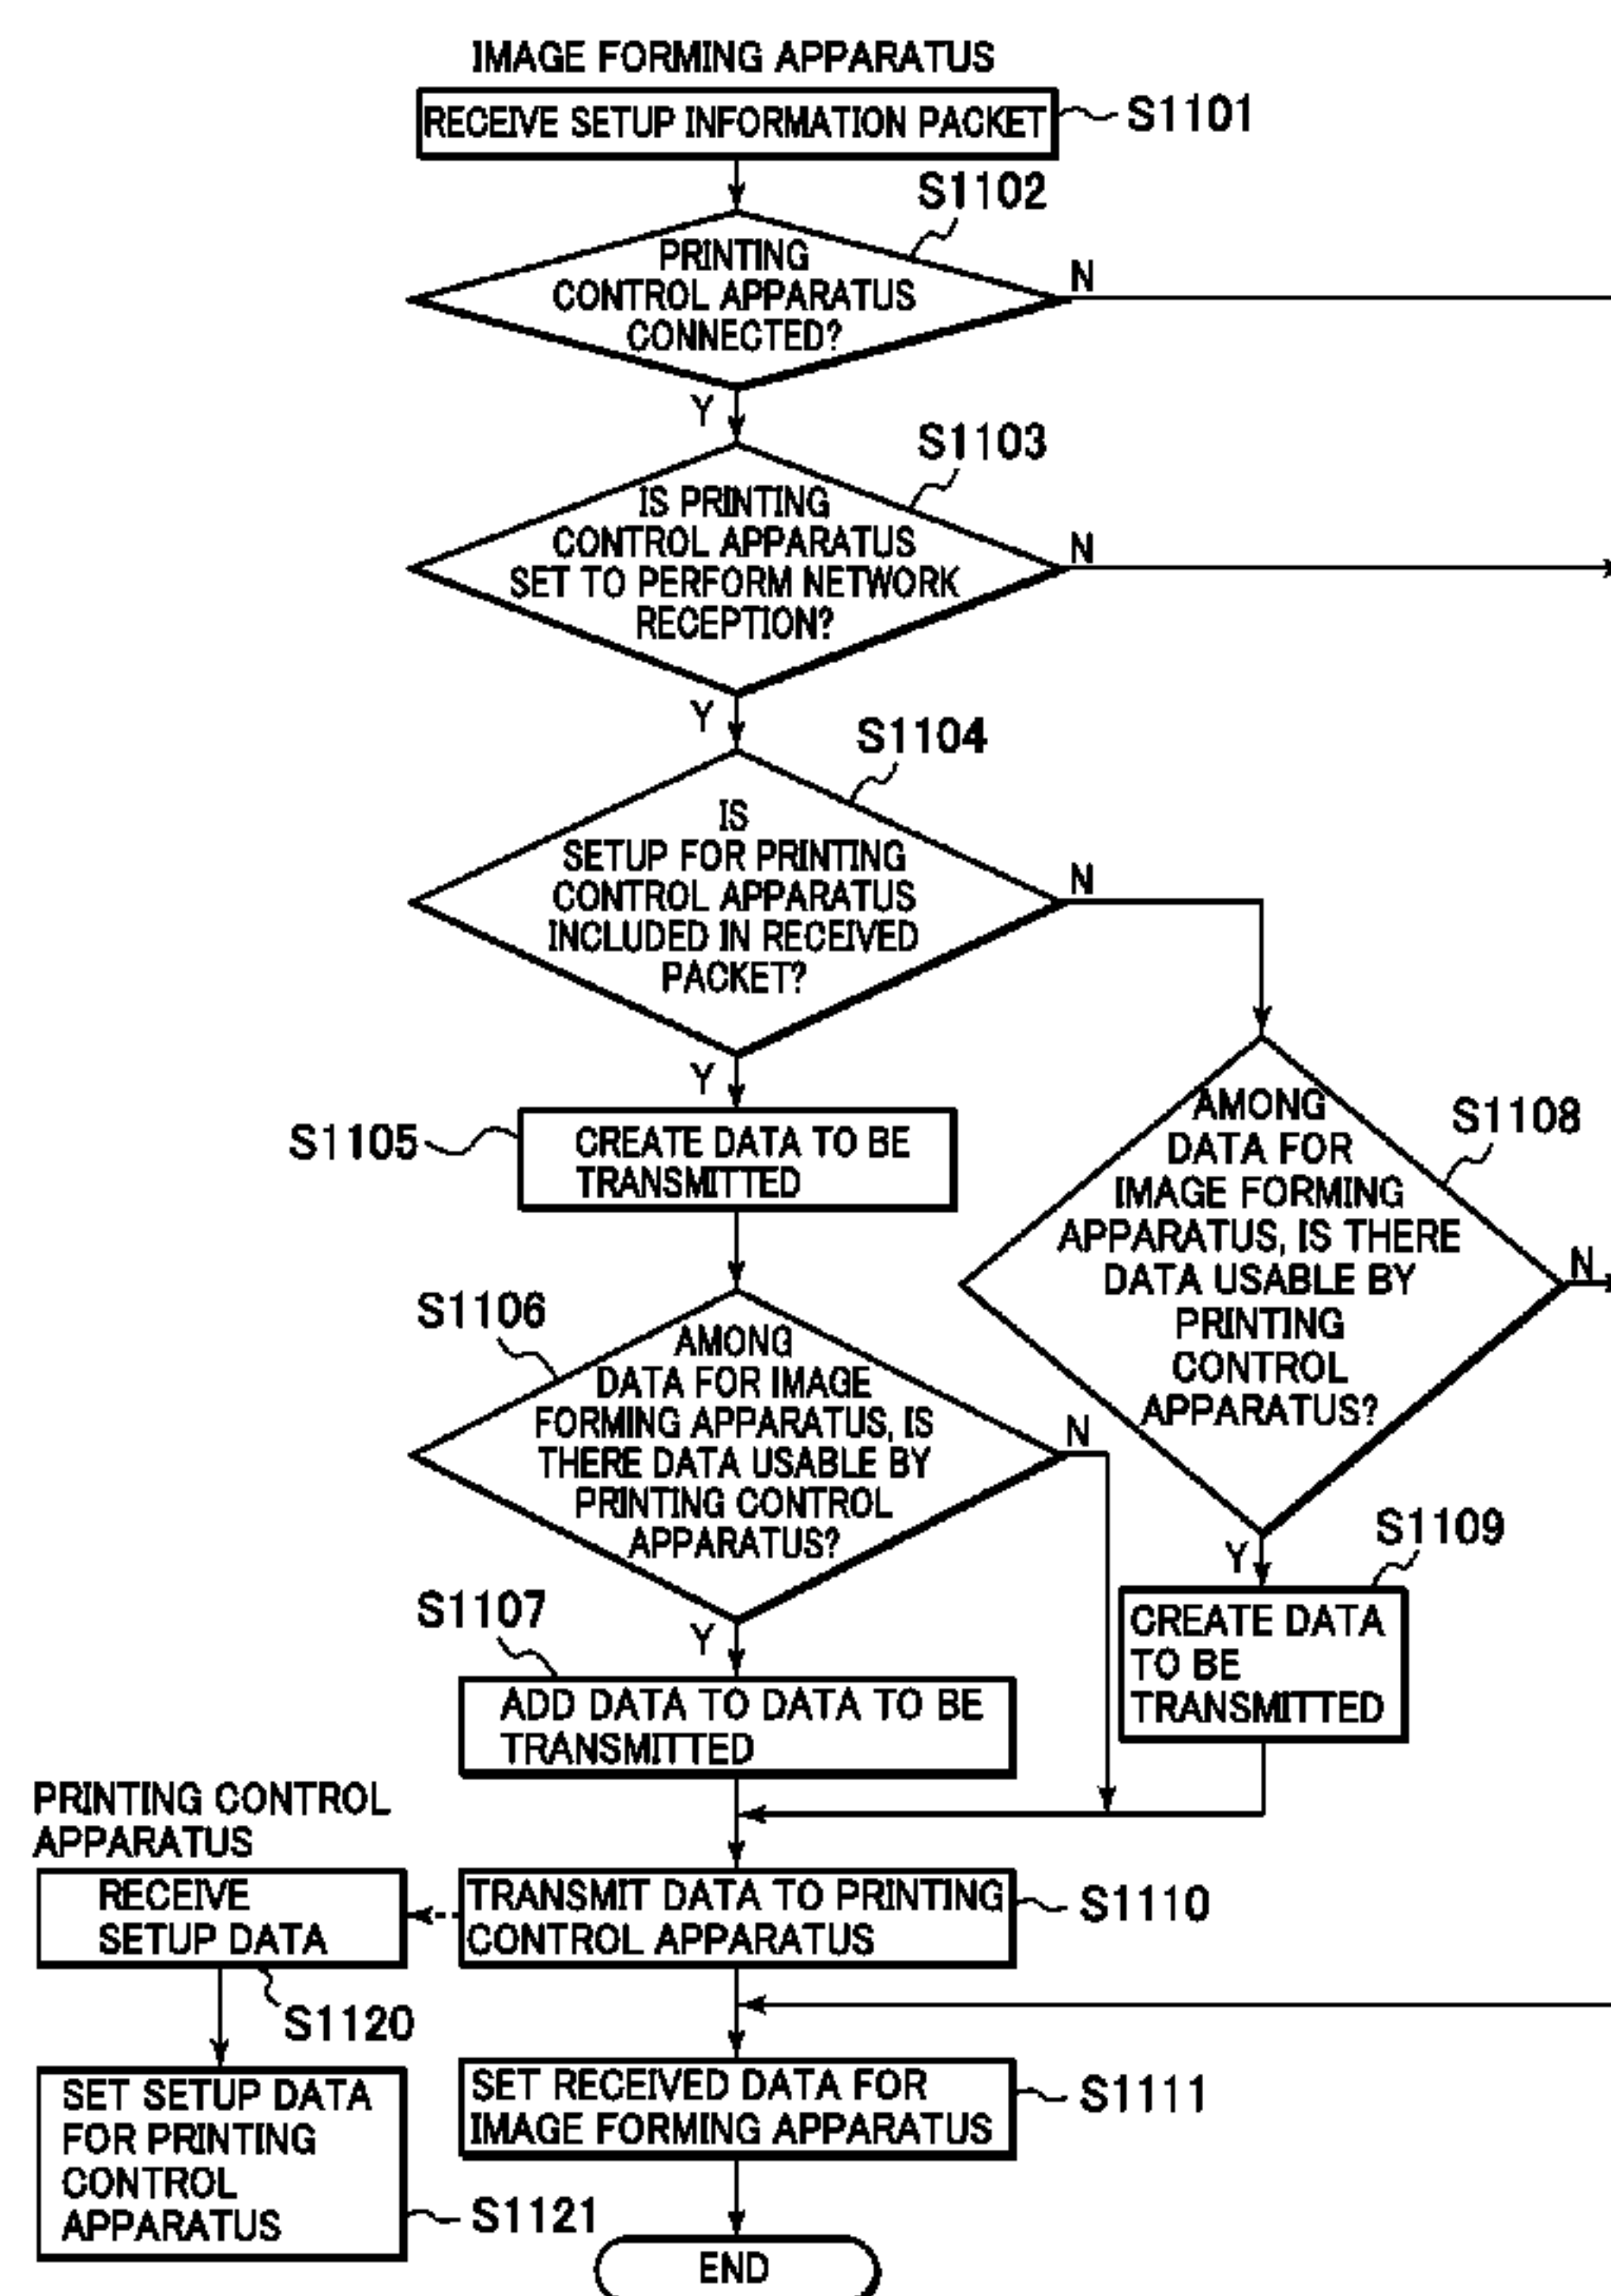 IMAGE FORMING APPARATUS
RECEIVE SETUP INFORMATION PACKET
S1101
S1102
PRINTING
CONTROL APPARATUS
CONNECTED?
N
Y
S1103
IS PRINTING
CONTROL APPARATUS
SET TO PERFORM NETWORK
RECEPTION?
N
Y
S1104
IS
SETUP FOR PRINTING
CONTROL APPARATUS
INCLUDED IN RECEIVED
PACKET?
N
Y
S1105
CREATE DATA TO BE
TRANSMITTED
S1108
AMONG
DATA FOR
IMAGE FORMING
APPARATUS, IS THERE
DATA USABLE BY
PRINTING
CONTROL
APPARATUS?
N
Y
S1106
AMONG
DATA FOR IMAGE
FORMING APPARATUS, IS
THERE DATA USABLE BY
PRINTING CONTROL
APPARATUS?
N
Y
S1109
CREATE DATA
TO BE
TRANSMITTED
S1107
ADD DATA TO DATA TO BE
TRANSMITTED
PRINTING CONTROL
APPARATUS
RECEIVE
SETUP DATA
S1120
TRANSMIT DATA TO PRINTING
CONTROL APPARATUS
S1110
SET SETUP DATA
FOR PRINTING
CONTROL
APPARATUS
S1121
SET RECEIVED DATA FOR
IMAGE FORMING APPARATUS
S1111
END